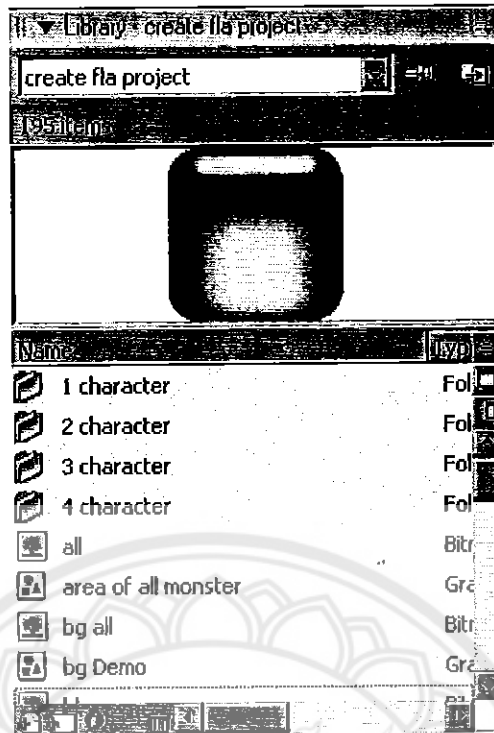 Library - create fla project
create fla project
195 items
Name Typ
1 character Fol
2 character Fol
3 character Fol
4 character Fol
all Bitr
area of all monster Gra
bg all Bitr
bg Demo Gra